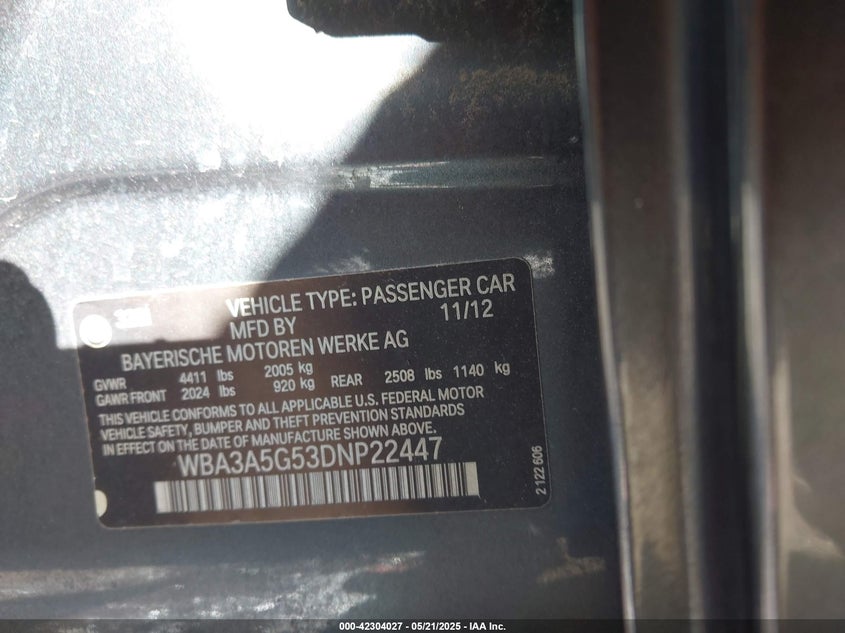 328i VEHICLE TYPE: PASSENGER CAR
MFD BY 11/12
BAYERISCHE MOTOREN WERKE AG
GVWR 4411 lbs 2005 kg
GAWR FRONT 2024 lbs 920 kg REAR 2508 lbs 1140 kg
THIS VEHICLE CONFORMS TO ALL APPLICABLE U.S. FEDERAL MOTOR
VEHICLE SAFETY, BUMPER AND THEFT PREVENTION STANDARDS
IN EFFECT ON THE DATE OF MANUFACTURE SHOWN ABOVE.
WBA3A5G53DNP22447
2 122 606
000-42304027 - 05/21/2025 - IAA Inc.